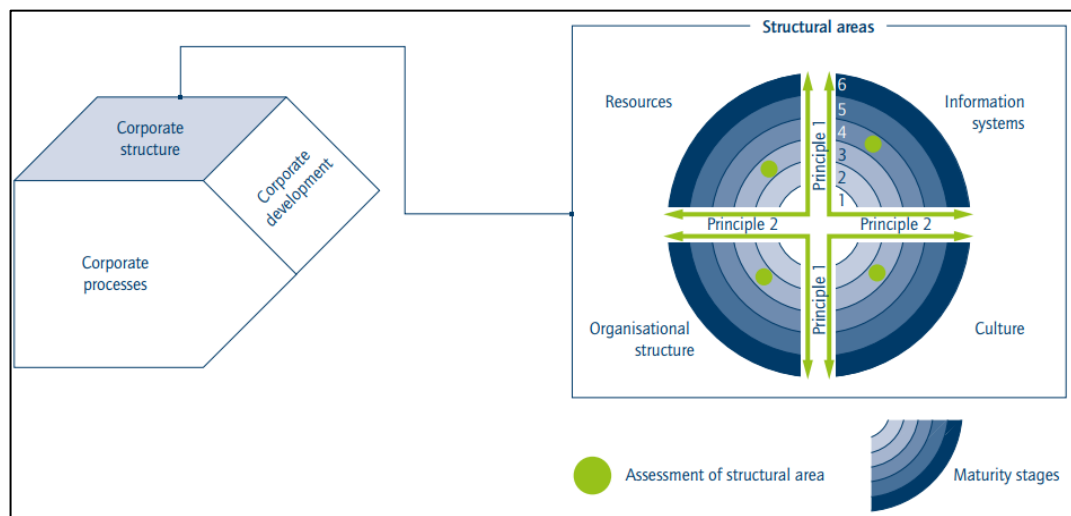 Structural areas
Corporate
structure
Corporate
development
Corporate
processes
Resources
Information
systems
6
5
4
3
2
1
Principle 1
Principle 2
Principle 2
Principle 1
Organisational
structure
Culture
Assessment of structural area
Maturity stages